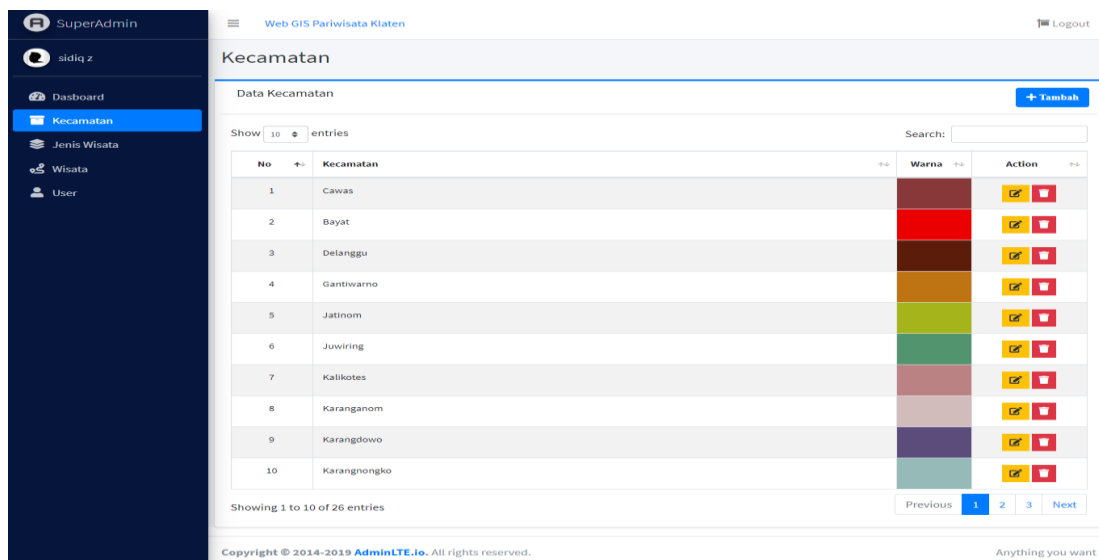 SuperAdmin
Web GIS Pariwisata Klaten
Logout
sidiq z
Kecamatan
Dasboard
Kecamatan
Jenis Wisata
Wisata
User
Data Kecamatan
+ Tambah
Show 10 entries
Search:
No Kecamatan Warna Action
1 Cawas
2 Bayat
3 Delanggu
4 Gantiwarno
5 Jatinom
6 Juwiring
7 Kalikotes
8 Karanganom
9 Karangdowo
10 Karangnongko
Showing 1 to 10 of 26 entries
Previous 1 2 3 Next
Copyright © 2014-2019 AdminLTE.io. All rights reserved.
Anything you want